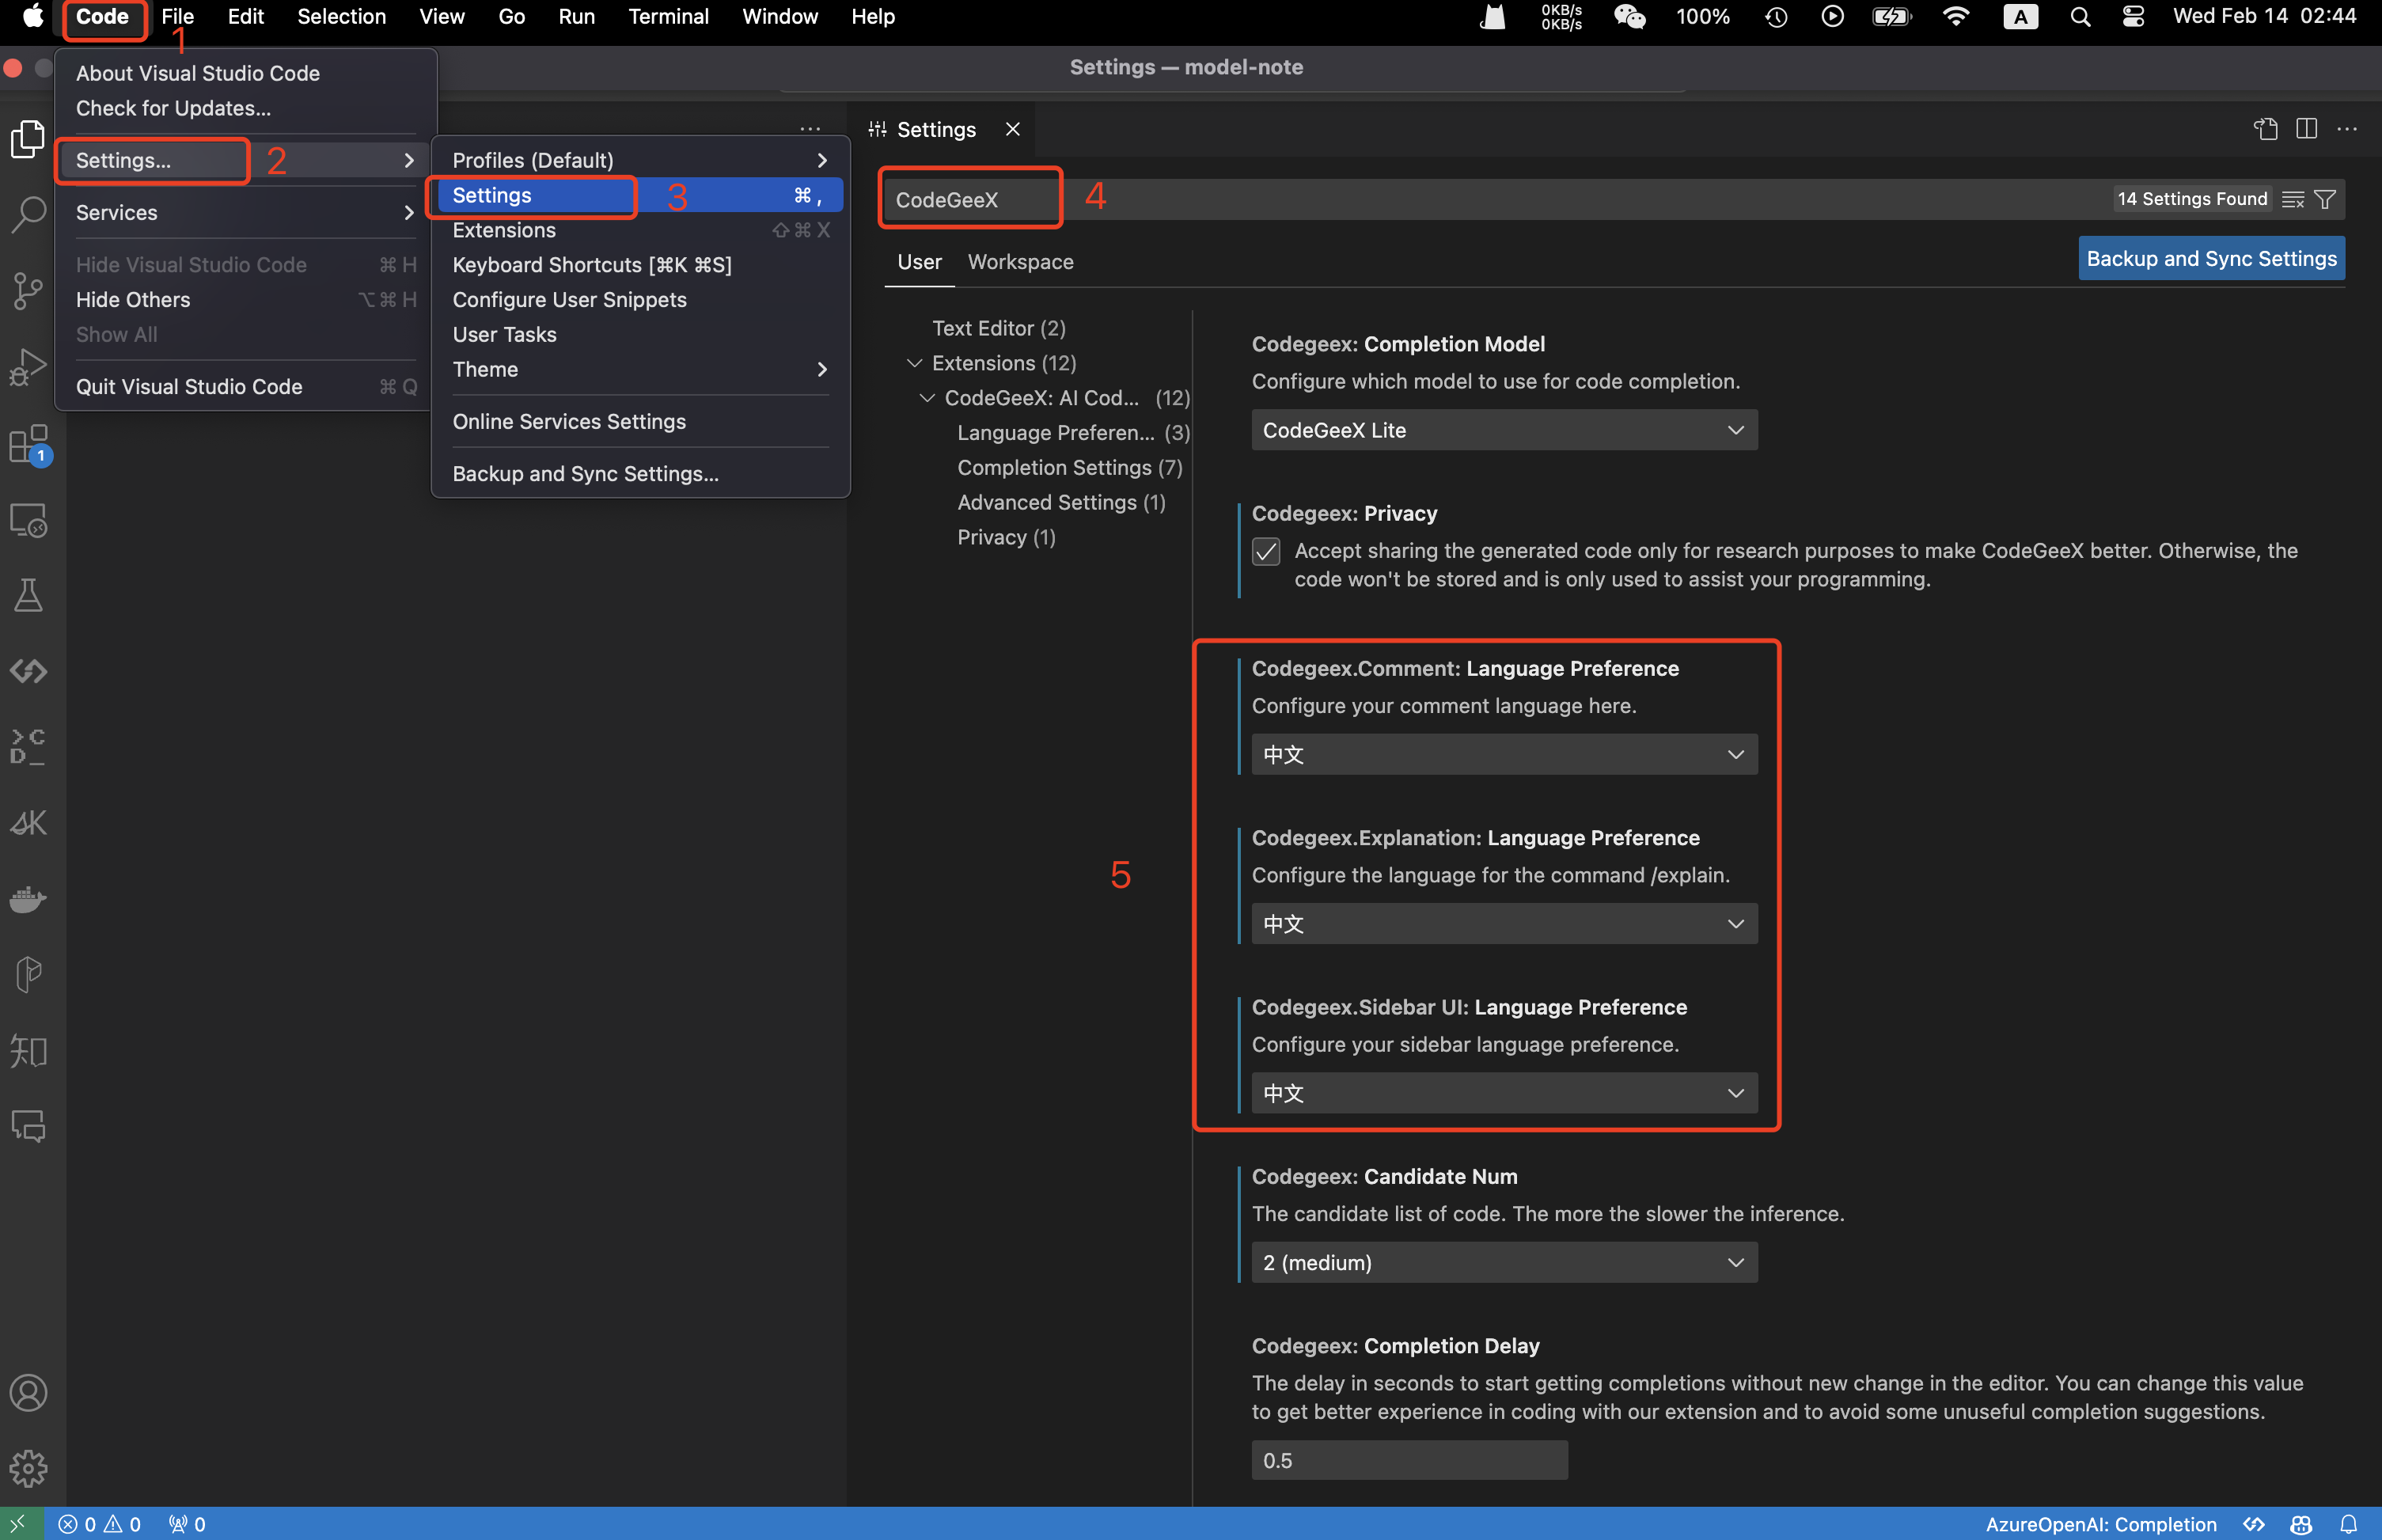 Code File Edit Selection View Go Run Terminal Window Help
0KB/s
0KB/s
100%
A
Wed Feb 14 02:44
1
Settings — model-note
About Visual Studio Code
Check for Updates...
Settings...
2
Services
Hide Visual Studio Code ⌘ H
Hide Others ⌥ ⌘ H
Show All
Quit Visual Studio Code ⌘ Q
Profiles (Default)
Settings ⌘ ,
3
Extensions ⇧ ⌘ X
Keyboard Shortcuts [⌘K ⌘S]
Configure User Snippets
User Tasks
Theme
Online Services Settings
Backup and Sync Settings...
1
>C
D_
知
Settings
CodeGeeX
4
14 Settings Found
User Workspace
Backup and Sync Settings
Text Editor (2)
Extensions (12)
CodeGeeX: AI Cod... (12)
Language Preferen... (3)
Completion Settings (7)
Advanced Settings (1)
Privacy (1)
Codegeex: Completion Model
Configure which model to use for code completion.
CodeGeeX Lite
Codegeex: Privacy
Accept sharing the generated code only for research purposes to make CodeGeeX better. Otherwise, the
code won't be stored and is only used to assist your programming.
5
Codegeex.Comment: Language Preference
Configure your comment language here.
中文
Codegeex.Explanation: Language Preference
Configure the language for the command /explain.
中文
Codegeex.Sidebar UI: Language Preference
Configure your sidebar language preference.
中文
Codegeex: Candidate Num
The candidate list of code. The more the slower the inference.
2 (medium)
Codegeex: Completion Delay
The delay in seconds to start getting completions without new change in the editor. You can change this value
to get better experience in coding with our extension and to avoid some unuseful completion suggestions.
0.5
0 0 0
AzureOpenAI: Completion